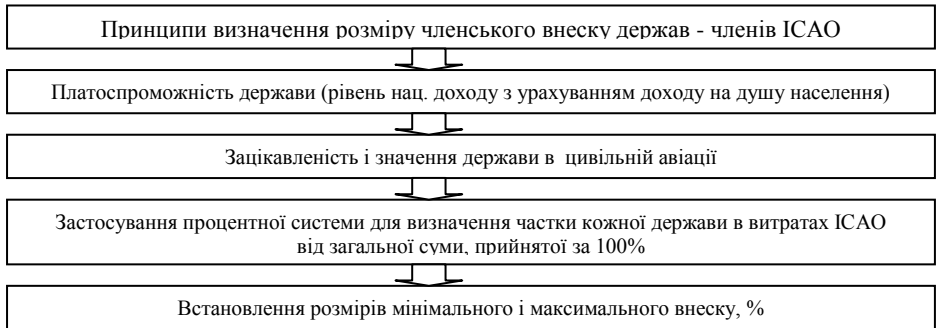 Принципи визначення розміру членського внеску держав - членів ІСАО
Платоспроможність держави (рівень нац. доходу з урахуванням доходу на душу населення)
Зацікавленість і значення держави в цивільній авіації
Застосування процентної системи для визначення частки кожної держави в витратах ІСАО
від загальної суми, прийнятої за 100%
Встановлення розмірів мінімального і максимального внеску, %